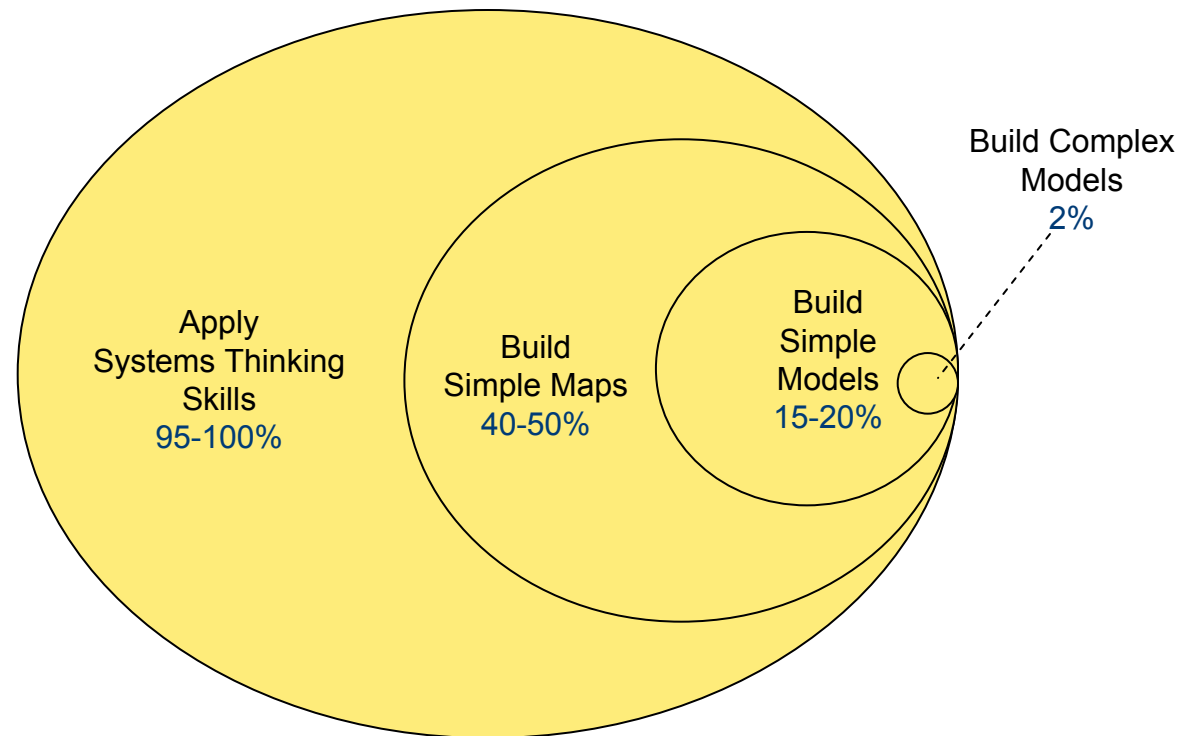 Apply
Systems Thinking
Skills
95-100%
Build
Simple Maps
40-50%
Build
Simple
Models
15-20%
Build Complex
Models
2%